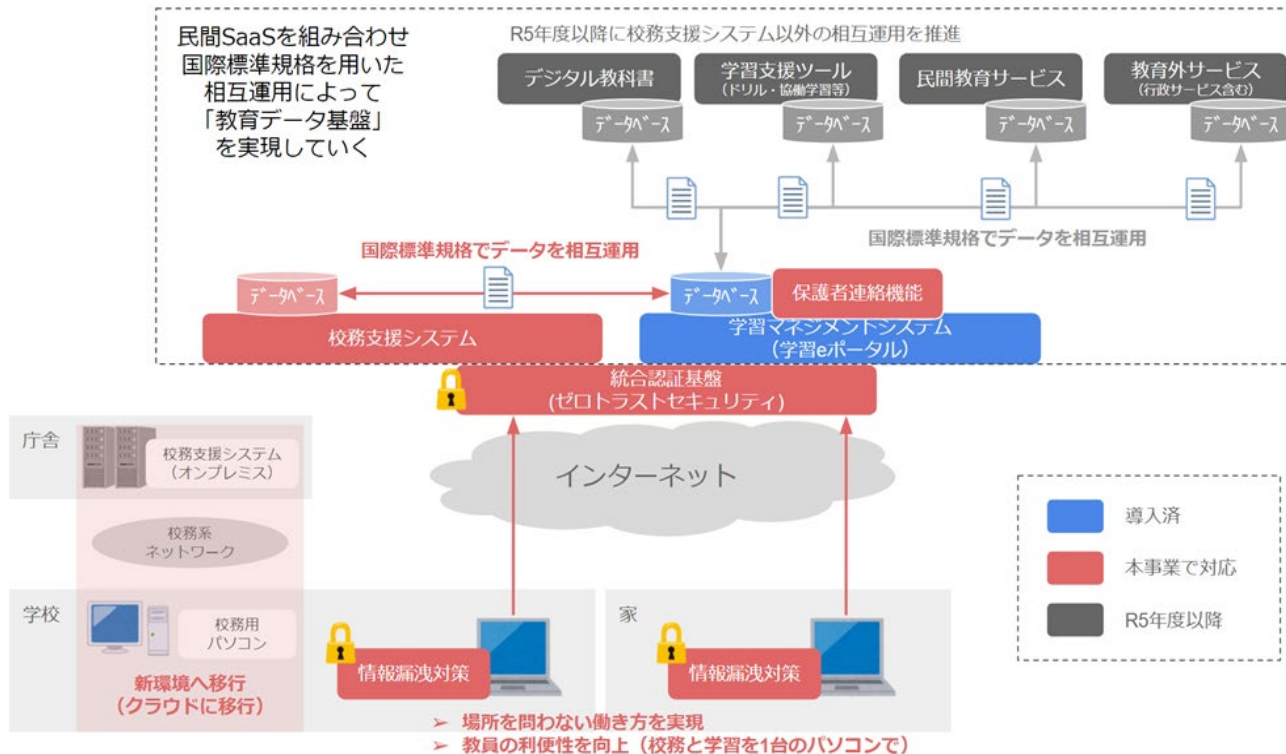 民間SaaSを組み合わせ
国際標準規格を用いた
相互運用によって
「教育データ基盤」
を実現していく
R5年度以降に校務支援システム以外の相互運用を推進
デジタル教科書
学習支援ツール
(ドリル・協働学習等)
民間教育サービス
教育外サービス
(行政サービス含む)
ﾃﾞｰﾀﾍﾞｰｽ
ﾃﾞｰﾀﾍﾞｰｽ
ﾃﾞｰﾀﾍﾞｰｽ
ﾃﾞｰﾀﾍﾞｰｽ
国際標準規格でデータを相互運用
国際標準規格でデータを相互運用
ﾃﾞｰﾀﾍﾞｰｽ
ﾃﾞｰﾀﾍﾞｰｽ
保護者連絡機能
校務支援システム
学習マネジメントシステム
(学習eポータル)
統合認証基盤
(ゼロトラストセキュリティ)
庁舎
校務支援システム
(オンプレミス)
インターネット
校務系
ネットワーク
学校
校務用
パソコン
新環境へ移行
(クラウドに移行)
情報漏洩対策
家
情報漏洩対策
導入済
本事業で対応
R5年度以降
➢ 場所を問わない働き方を実現
➢ 教員の利便性を向上（校務と学習を1台のパソコンで）